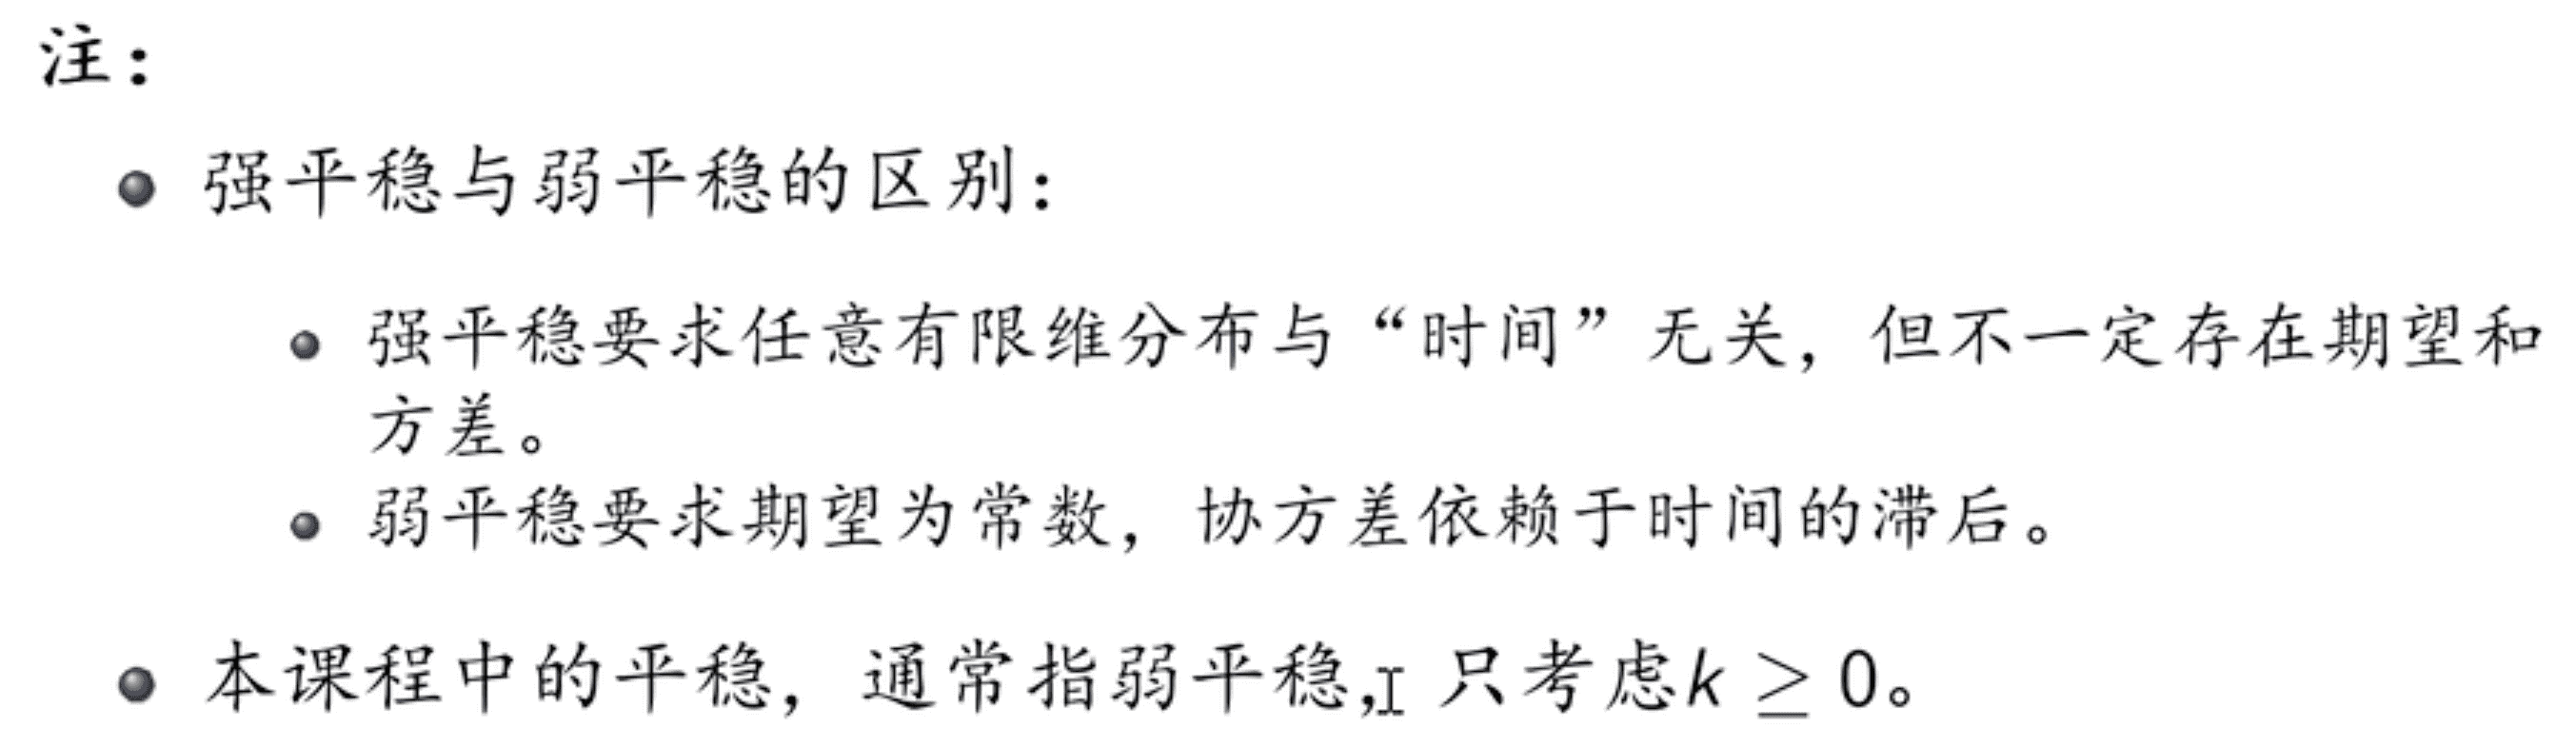 注：
强平稳与弱平稳的区别：
强平稳要求任意有限维分布与“时间”无关，但不一定存在期望和
方差。
弱平稳要求期望为常数，协方差依赖于时间的滞后。
本课程中的平稳，通常指弱平稳，只考虑k ≥ 0。